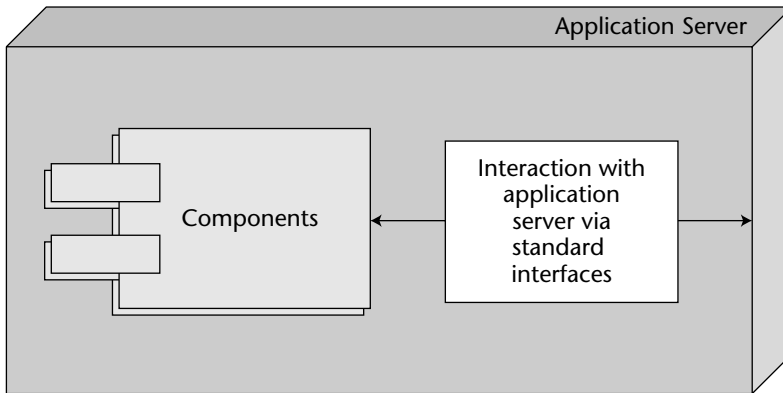 Application Server
Components
Interaction with
application
server via
standard
interfaces